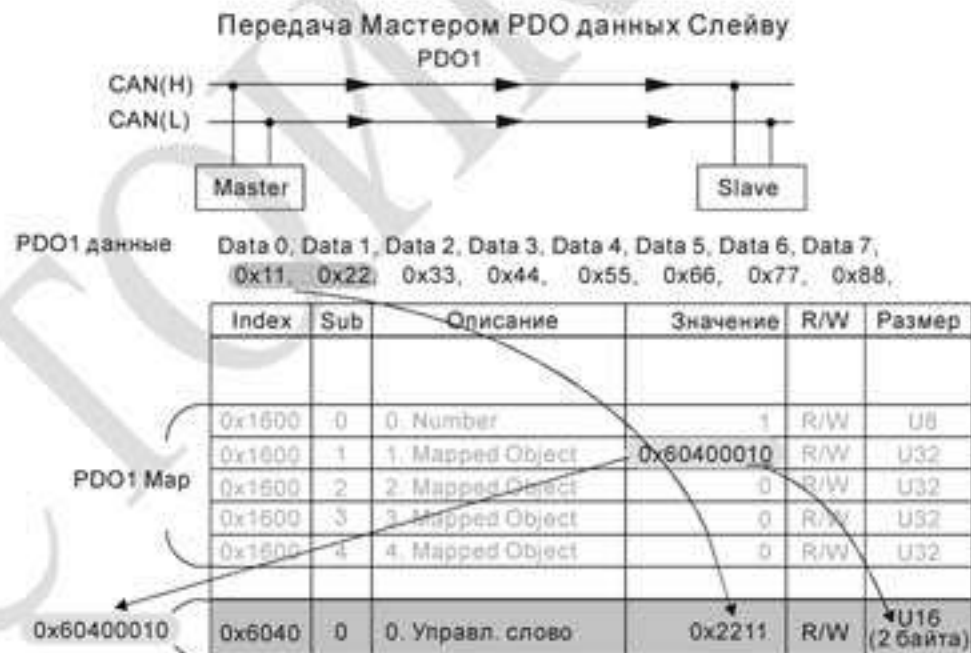 Передача Мастером PDO данных Слейву
PDO1
CAN(H)
CAN(L)
Master Slave
PDO1 данные Data 0, Data 1, Data 2, Data 3, Data 4, Data 5, Data 6, Data 7,
0x11, 0x22, 0x33, 0x44, 0x55, 0x66, 0x77, 0x88,
Index Sub Описание Значение R/W Размер
0x1600 0 0. Number 1 R/W U8
0x1600 1 1. Mapped Object 0x60400010 R/W U32
PDO1 Map
0x1600 2 2. Mapped Object 0 R/W U32
0x1600 3 3. Mapped Object 0 R/W U32
0x1600 4 4. Mapped Object 0 R/W U32
0x60400010 0x6040 0 0. Управл. слово 0x2211 R/W U16
(2 байта)